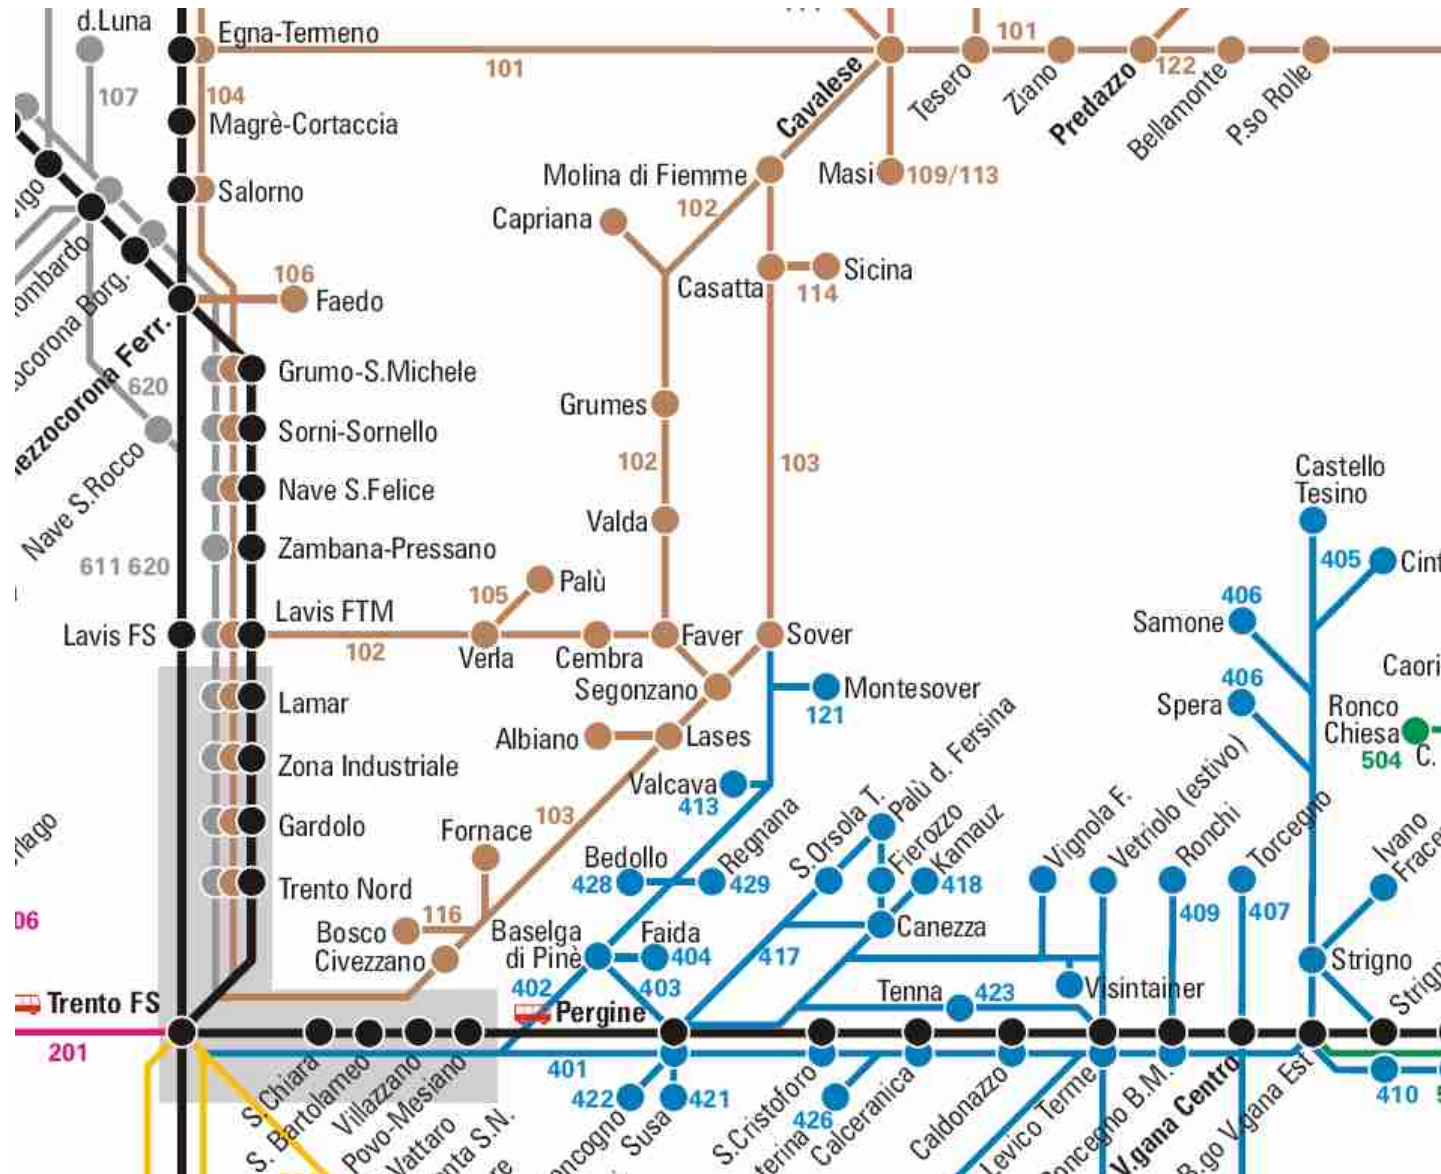 d.Luna
Egna-Termeno
101
101
107
104
Cavalese
Tesero
Ziano
Predazzo
122
Bellamonte
P.so Rolle
Magrè-Cortaccia
Molina di Fiemme
Masi
109/113
Salorno
Capriana
102
106
Faedo
Casatta
Sicina
114
620
Grumo-S.Michele
Grumes
Sorni-Sornello
102
103
Nave S.Rocco
Nave S.Felice
Valda
Castello
Tesino
611 620
Zambana-Pressano
405
105
Palù
406
Samone
Lavis FTM
Lavis FS
102
Verla
Cembra
Faver
Sover
Segonzano
Montesover
121
406
Spera
Ronco
Chiesa
504
C.
Lamar
Albiano
Lases
Zona Industriale
Valcava
413
Gardolo
Fornace
103
Trento Nord
Bedollo
428
Regnana
429
S.Orsola T.
Palù d. Fersina
Fierozzo
Kamauz
418
Vignola F.
Vetriolo (estivo)
Ronchi
409
Torcegno
407
Ivano
Bosco
116
Civezzano
Baselga
di Pinè
Faida
404
402
403
417
Canezza
Visintainer
Strigno
Tenna
423
Trento FS
Pergine
201
401
422
421
426
410
S.Chiara
S. Bartolameo
Villazzano
Povo-Mesiano
Vattaro
Susa
S.Cristoforo
Calceranica
Caldonazzo
Levico Terme
V.gana Centro
B.go V.gana Est